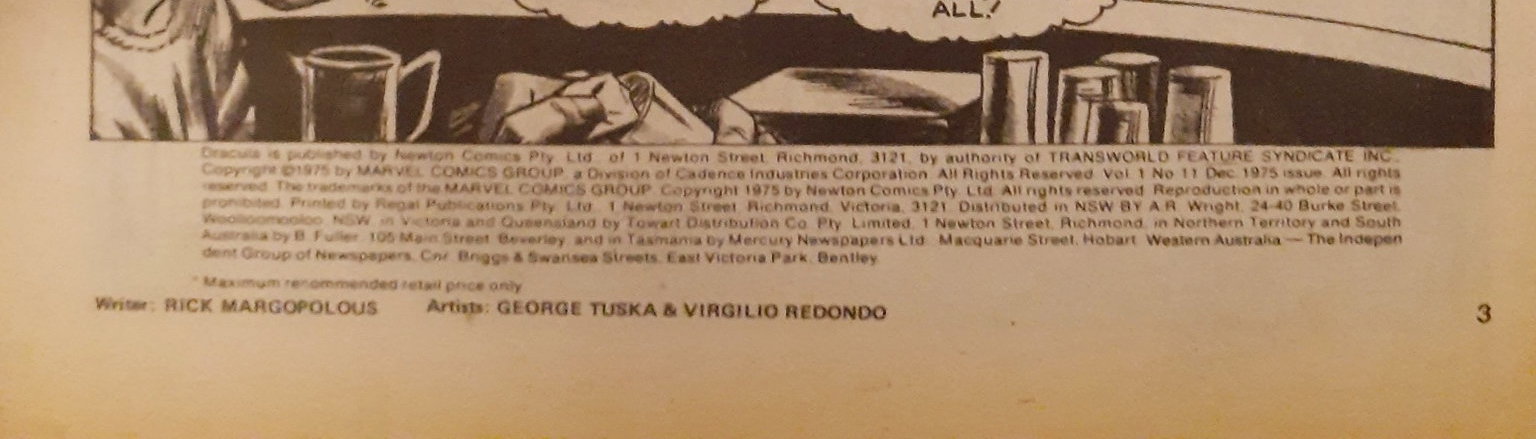 ALL!
Dracula is published by Newton Comics Pty. Ltd. of 1 Newton Street, Richmond, 3121, by authority of TRANSWORLD FEATURE SYNDICATE INC.
Copyright ©1975 by MARVEL COMICS GROUP, a Division of Cadence Industries Corporation. All Rights Reserved. Vol 1 No 11 Dec. 1975 issue. All rights
reserved. The trademarks of the MARVEL COMICS GROUP. Copyright 1975 by Newton Comics Pty. Ltd. All rights reserved. Reproduction in whole or part is
prohibited. Printed by Regal Publications Pty. Ltd. 1 Newton Street, Richmond, Victoria, 3121. Distributed in NSW BY A.R. Wright, 24-40 Burke Street,
Woolloomooloo, NSW, in Victoria and Queensland by Towart Distribution Co. Pty. Limited, 1 Newton Street, Richmond, in Northern Territory and South
Australia by B. Fuller, 105 Main Street, Beverley, and in Tasmania by Mercury Newspapers Ltd. Macquarie Street, Hobart. Western Australia — The Indepen
dent Group of Newspapers, Cnr. Briggs & Swansea Streets, East Victoria Park, Bentley.
* Maximum recommended retail price only
Writer: RICK MARGOPOLOUS Artists: GEORGE TUSKA & VIRGILIO REDONDO
3